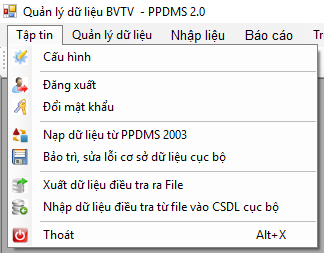 Quản lý dữ liệu BVTV - PPDMS 2.0
Tập tin Quản lý dữ liệu Nhập liệu Báo cáo
Cấu hình
Đăng xuất
Đổi mật khẩu
Nạp dữ liệu từ PPDMS 2003
Bảo trì, sửa lỗi cơ sở dữ liệu cục bộ
Xuất dữ liệu điều tra ra File
Nhập dữ liệu điều tra từ file vào CSDL cục bộ
Thoát Alt+X